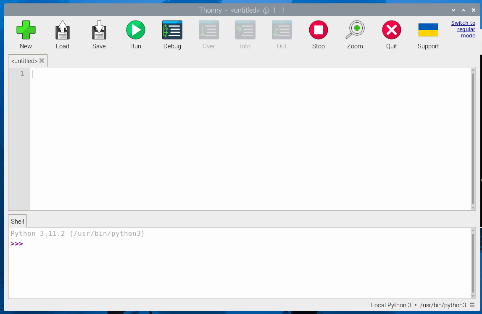 Thonny - <untitled> @ 1 : 1
New Load Save Run Debug Over Into Out Stop Zoom Quit Support
Switch to
regular
mode
<untitled>
1
Shell
Python 3.11.2 (/usr/bin/python3)
>>>
Local Python 3 • /usr/bin/python3